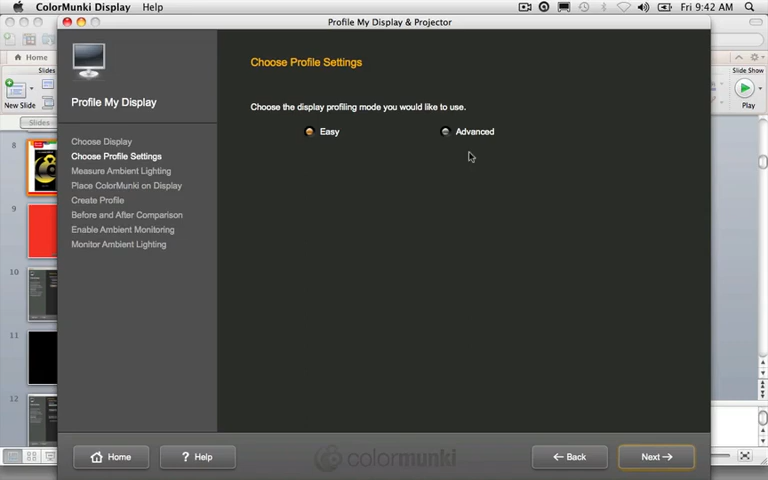 ColorMunki Display Help
Fri 9:42 AM
Profile My Display & Projector
Home
Slides
New Slide
Slides
8
9
10
11
12
Slide Show
Play
Profile My Display
Choose Display
Choose Profile Settings
Measure Ambient Lighting
Place ColorMunki on Display
Create Profile
Before and After Comparison
Enable Ambient Monitoring
Monitor Ambient Lighting
Choose Profile Settings
Choose the display profiling mode you would like to use.
Easy Advanced
Home
? Help
colormunki
← Back
Next →